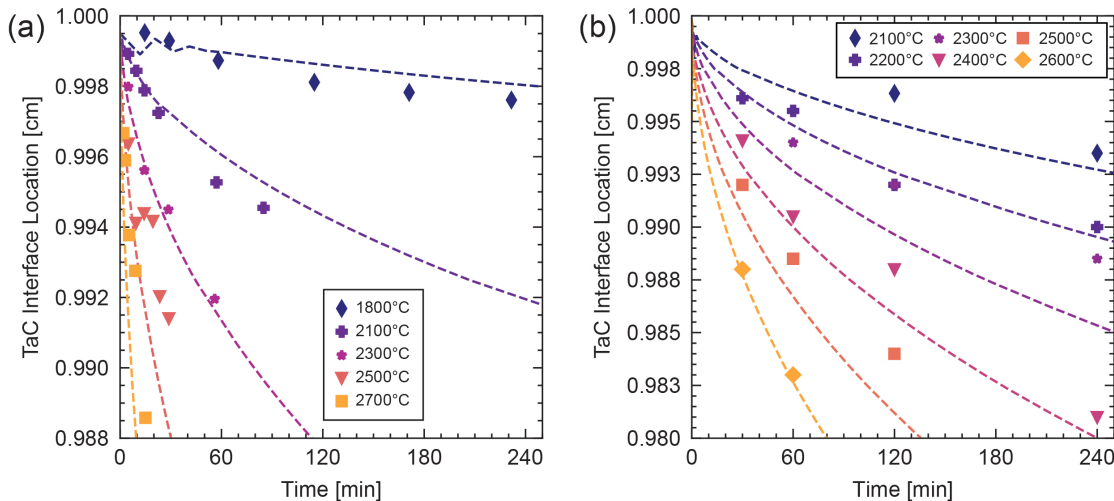 (a)
TaC Interface Location [cm]
1.000
0.998
0.996
0.994
0.992
0.990
0.988
0
60
120
180
240
Time [min]
1800°C
2100°C
2300°C
2500°C
2700°C
(b)
TaC Interface Location [cm]
1.000
0.998
0.995
0.993
0.990
0.988
0.985
0.983
0.980
0
60
120
180
240
Time [min]
2100°C 2300°C 2500°C
2200°C 2400°C 2600°C